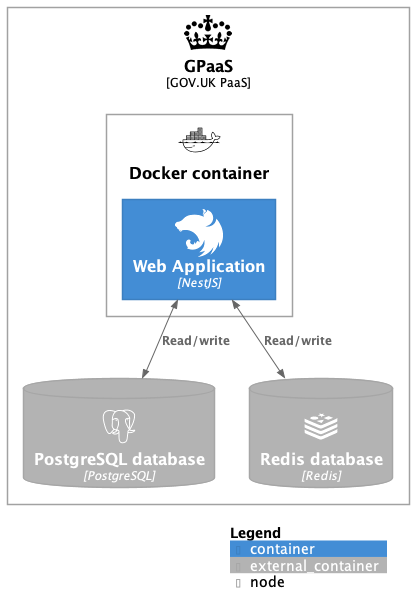 GPaaS
[GOV.UK PaaS]
Docker container
Web Application
[NestJS]
Read/write
Read/write
PostgreSQL database
[PostgreSQL]
Redis database
[Redis]
Legend
container
external_container
node